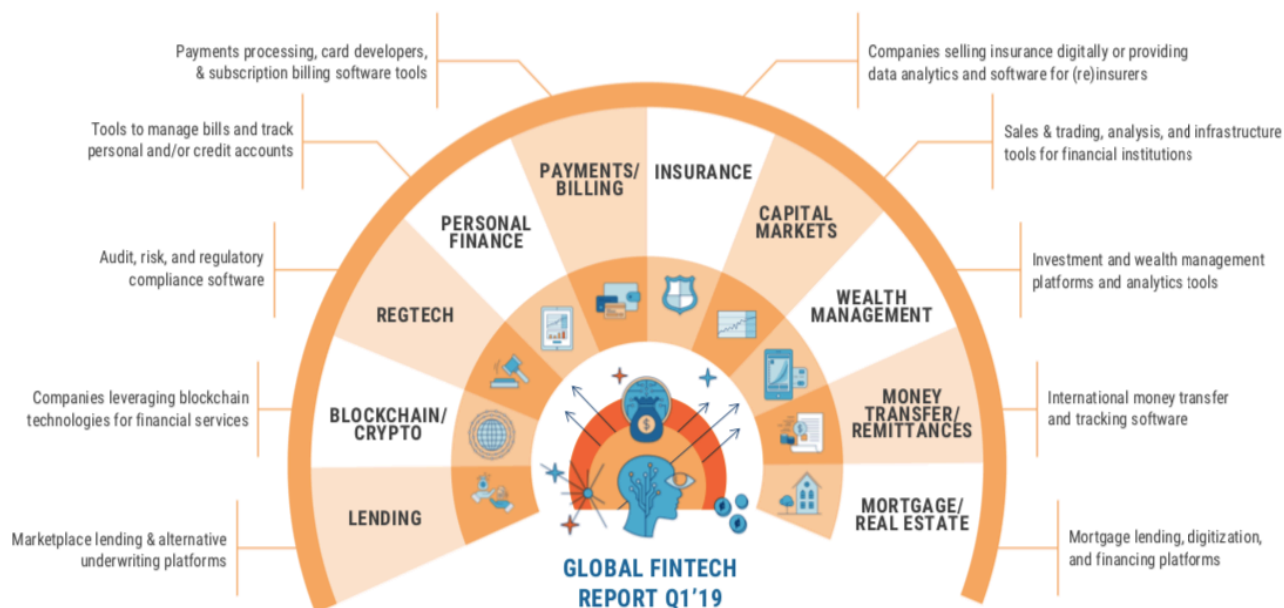 Payments processing, card developers,
& subscription billing software tools
Companies selling insurance digitally or providing
data analytics and software for (re)insurers
Tools to manage bills and track
personal and/or credit accounts
Sales & trading, analysis, and infrastructure
tools for financial institutions
Audit, risk, and regulatory
compliance software
Investment and wealth management
platforms and analytics tools
Companies leveraging blockchain
technologies for financial services
International money transfer
and tracking software
Marketplace lending & alternative
underwriting platforms
Mortgage lending, digitization,
and financing platforms
LENDING
BLOCKCHAIN/
CRYPTO
REGTECH
PERSONAL
FINANCE
PAYMENTS/
BILLING
INSURANCE
CAPITAL
MARKETS
WEALTH
MANAGEMENT
MONEY
TRANSFER/
REMITTANCES
MORTGAGE/
REAL ESTATE
$
GLOBAL FINTECH
REPORT Q1'19